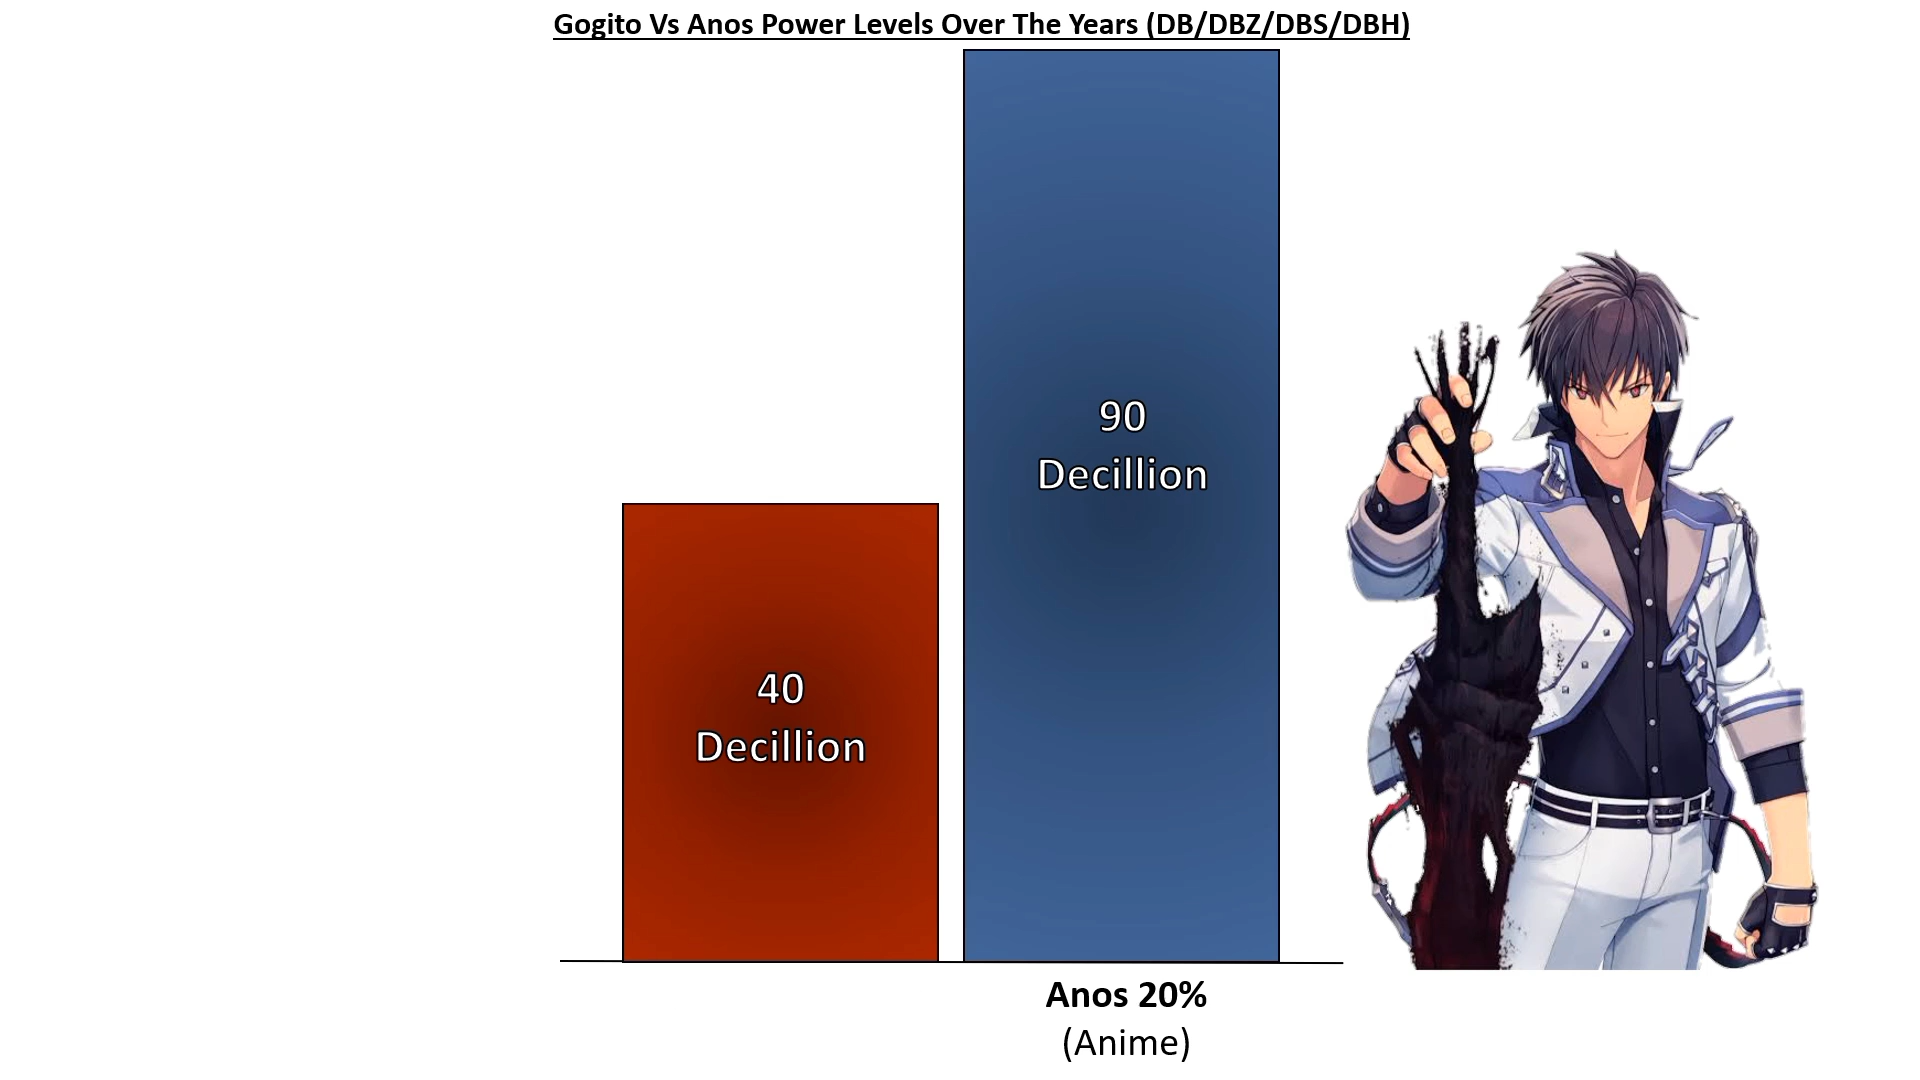 Gogito Vs Anos Power Levels Over The Years (DB/DBZ/DBS/DBH)
90
Decillion
40
Decillion
Anos 20%
(Anime)